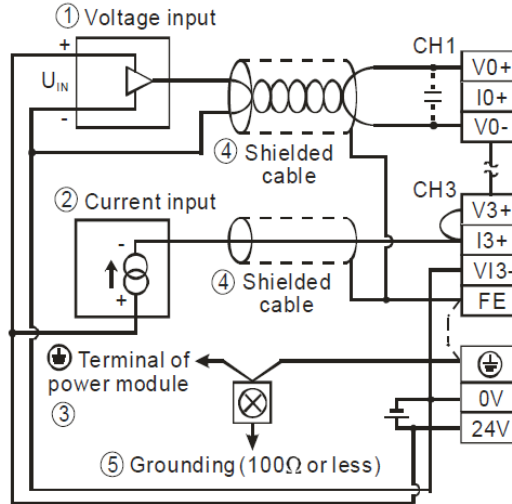 ① Voltage input
+
U_IN
-
④ Shielded
cable
CH1
V0+
I0+
V0-
② Current input
-
+
④ Shielded
cable
CH3
V3+
I3+
VI3-
FE
Terminal of
power module
③
0V
24V
⑤ Grounding (100Ω or less)